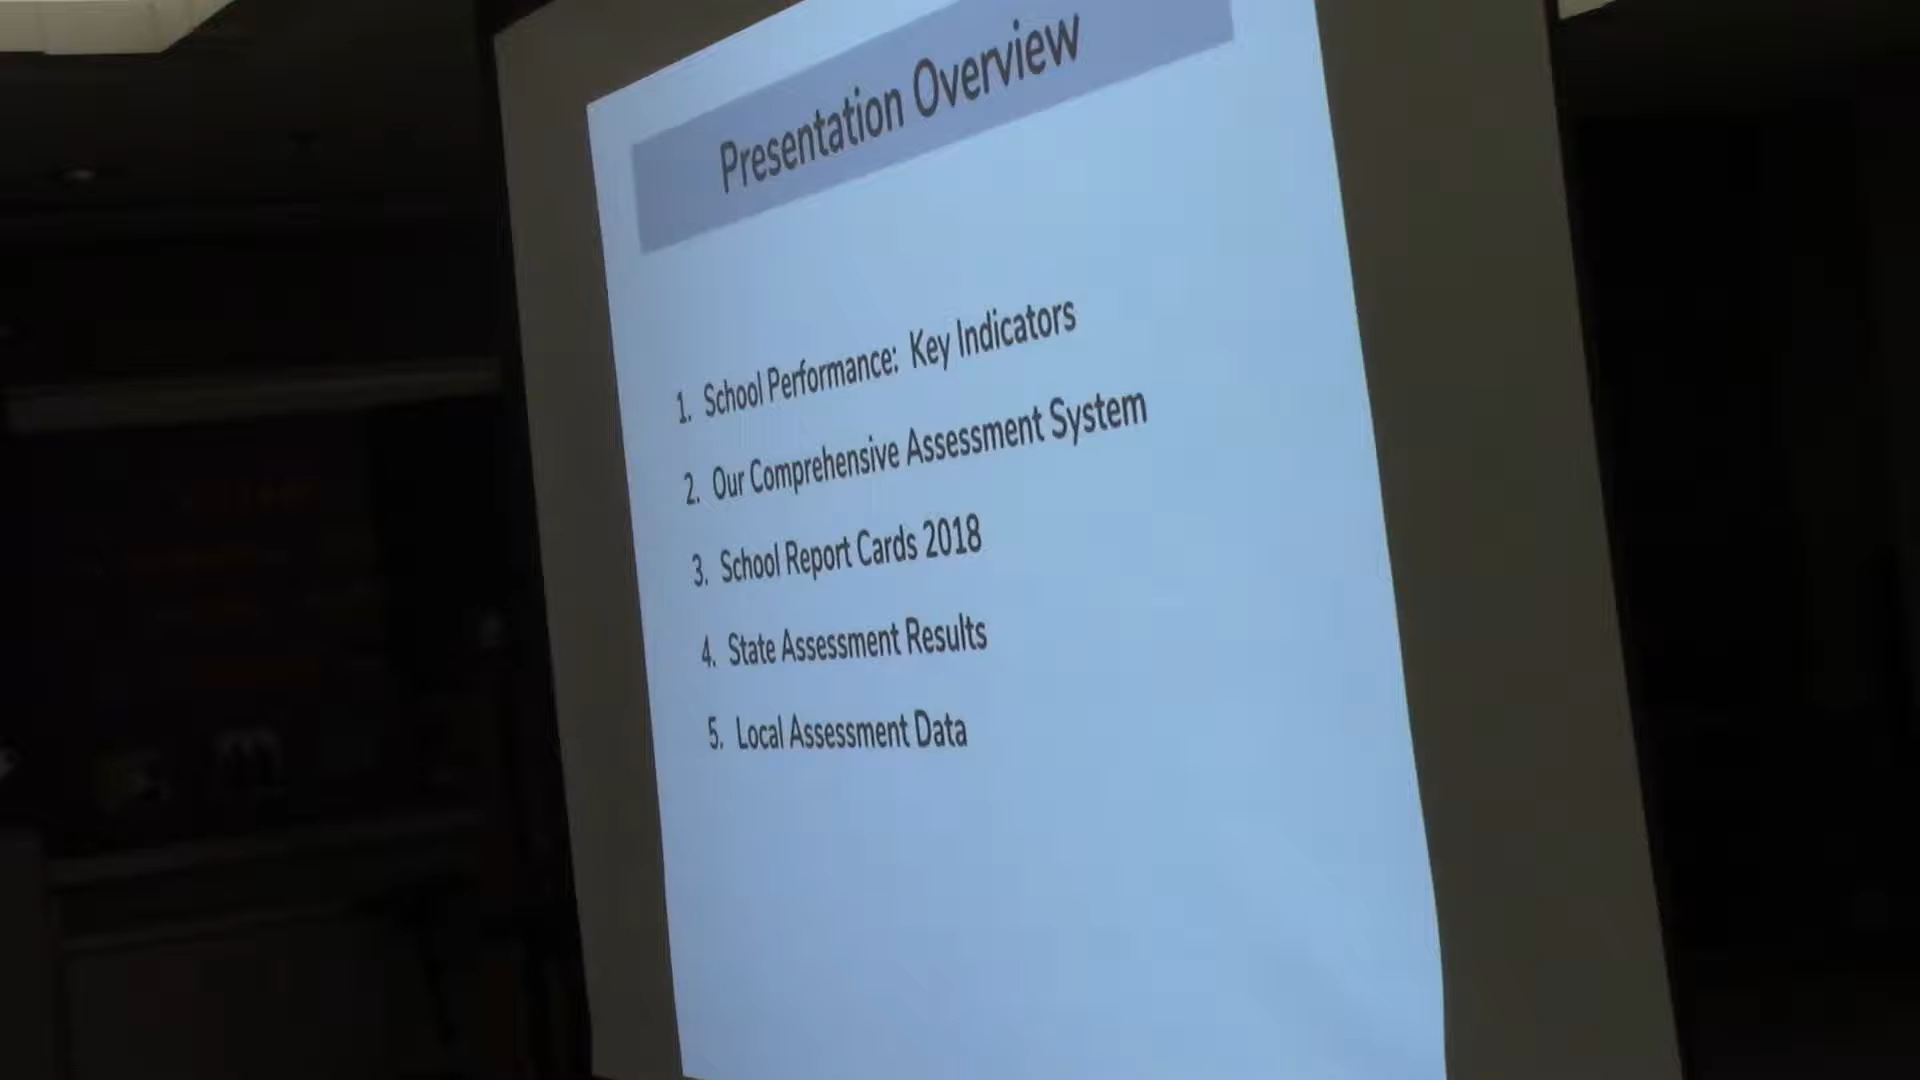 Presentation Overview
1. School Performance: Key Indicators
2. Our Comprehensive Assessment System
3. School Report Cards 2018
4. State Assessment Results
5. Local Assessment Data